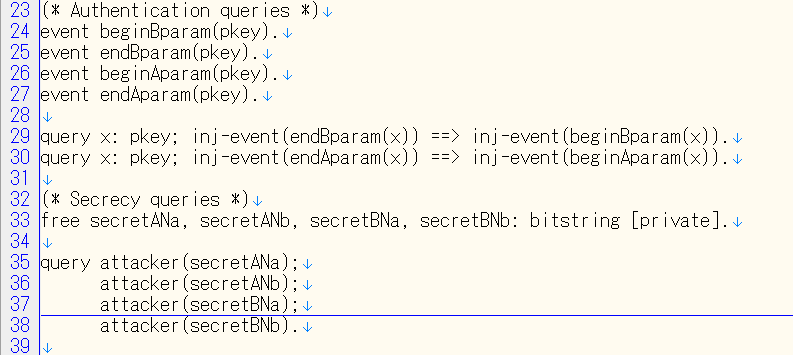 23 (* Authentication queries *)↓
24 event beginBparam(pkey).↓
25 event endBparam(pkey).↓
26 event beginAparam(pkey).↓
27 event endAparam(pkey).↓
28 ↓
29 query x: pkey; inj-event(endBparam(x)) ==> inj-event(beginBparam(x)).↓
30 query x: pkey; inj-event(endAparam(x)) ==> inj-event(beginAparam(x)).↓
31 ↓
32 (* Secrecy queries *)↓
33 free secretANa, secretANb, secretBNa, secretBNb: bitstring [private].↓
34 ↓
35 query attacker(secretANa);↓
36       attacker(secretANb);↓
37       attacker(secretBNa);↓
38       attacker(secretBNb).↓
39 ↓